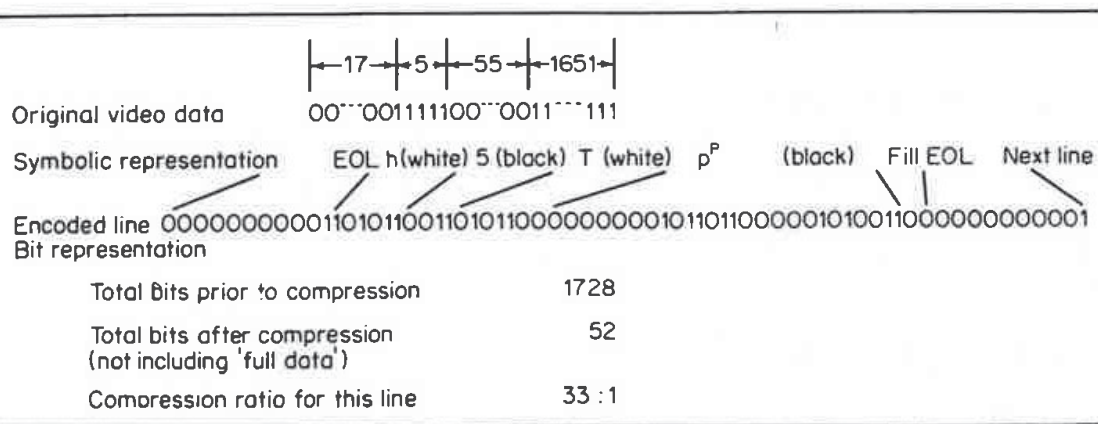 17 5 55 1651
Original video data 00---001111100---0011---111
Symbolic representation EOL h(white) 5 (black) T (white) pᴾ (black) Fill EOL Next line
Encoded line 00000000000110101100110101100000000000101101100000101001100000000000001
Bit representation
Total Bits prior to compression 1728
Total bits after compression 52
(not including 'full data')
Compression ratio for this line 33 : 1